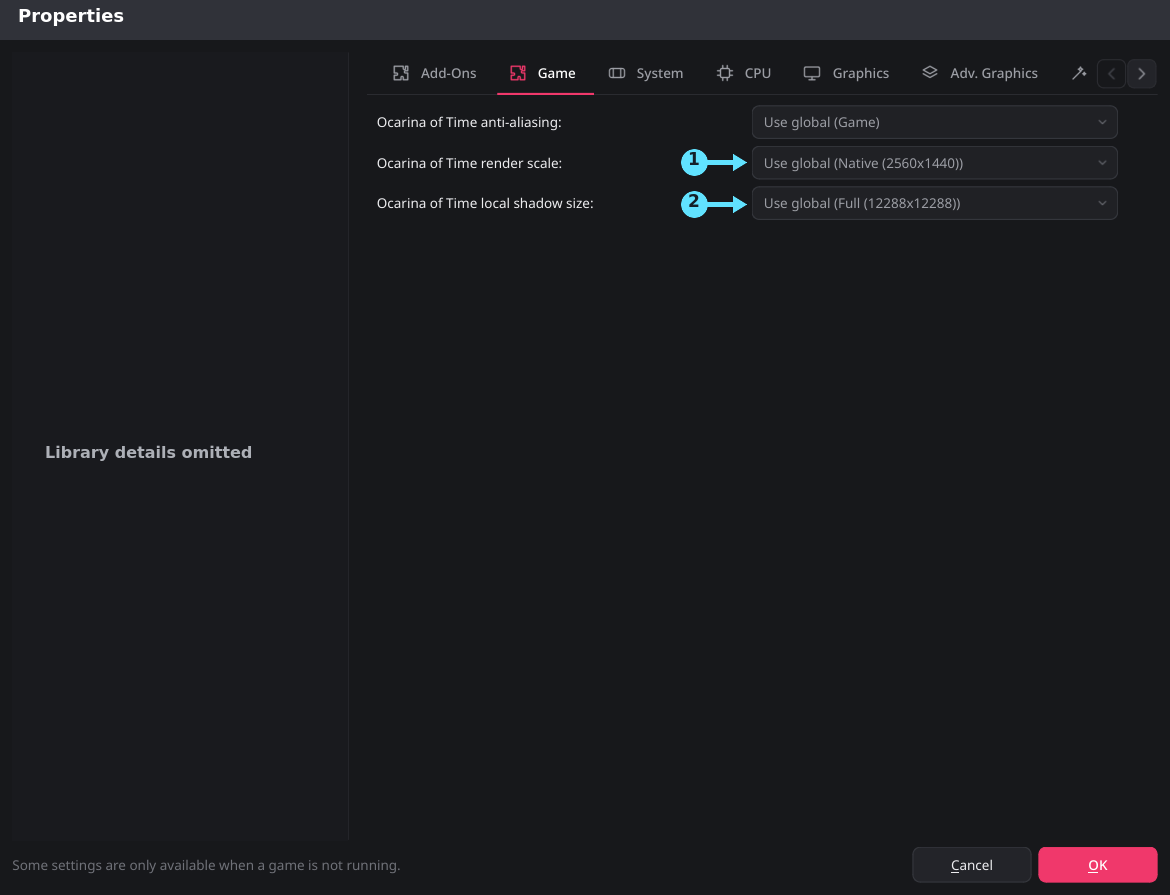 Properties
Add-Ons Game System CPU Graphics Adv. Graphics
Ocarina of Time anti-aliasing: Use global (Game)
Ocarina of Time render scale: 1 Use global (Native (2560x1440))
Ocarina of Time local shadow size: 2 Use global (Full (12288x12288))
Library details omitted
Some settings are only available when a game is not running. Cancel OK